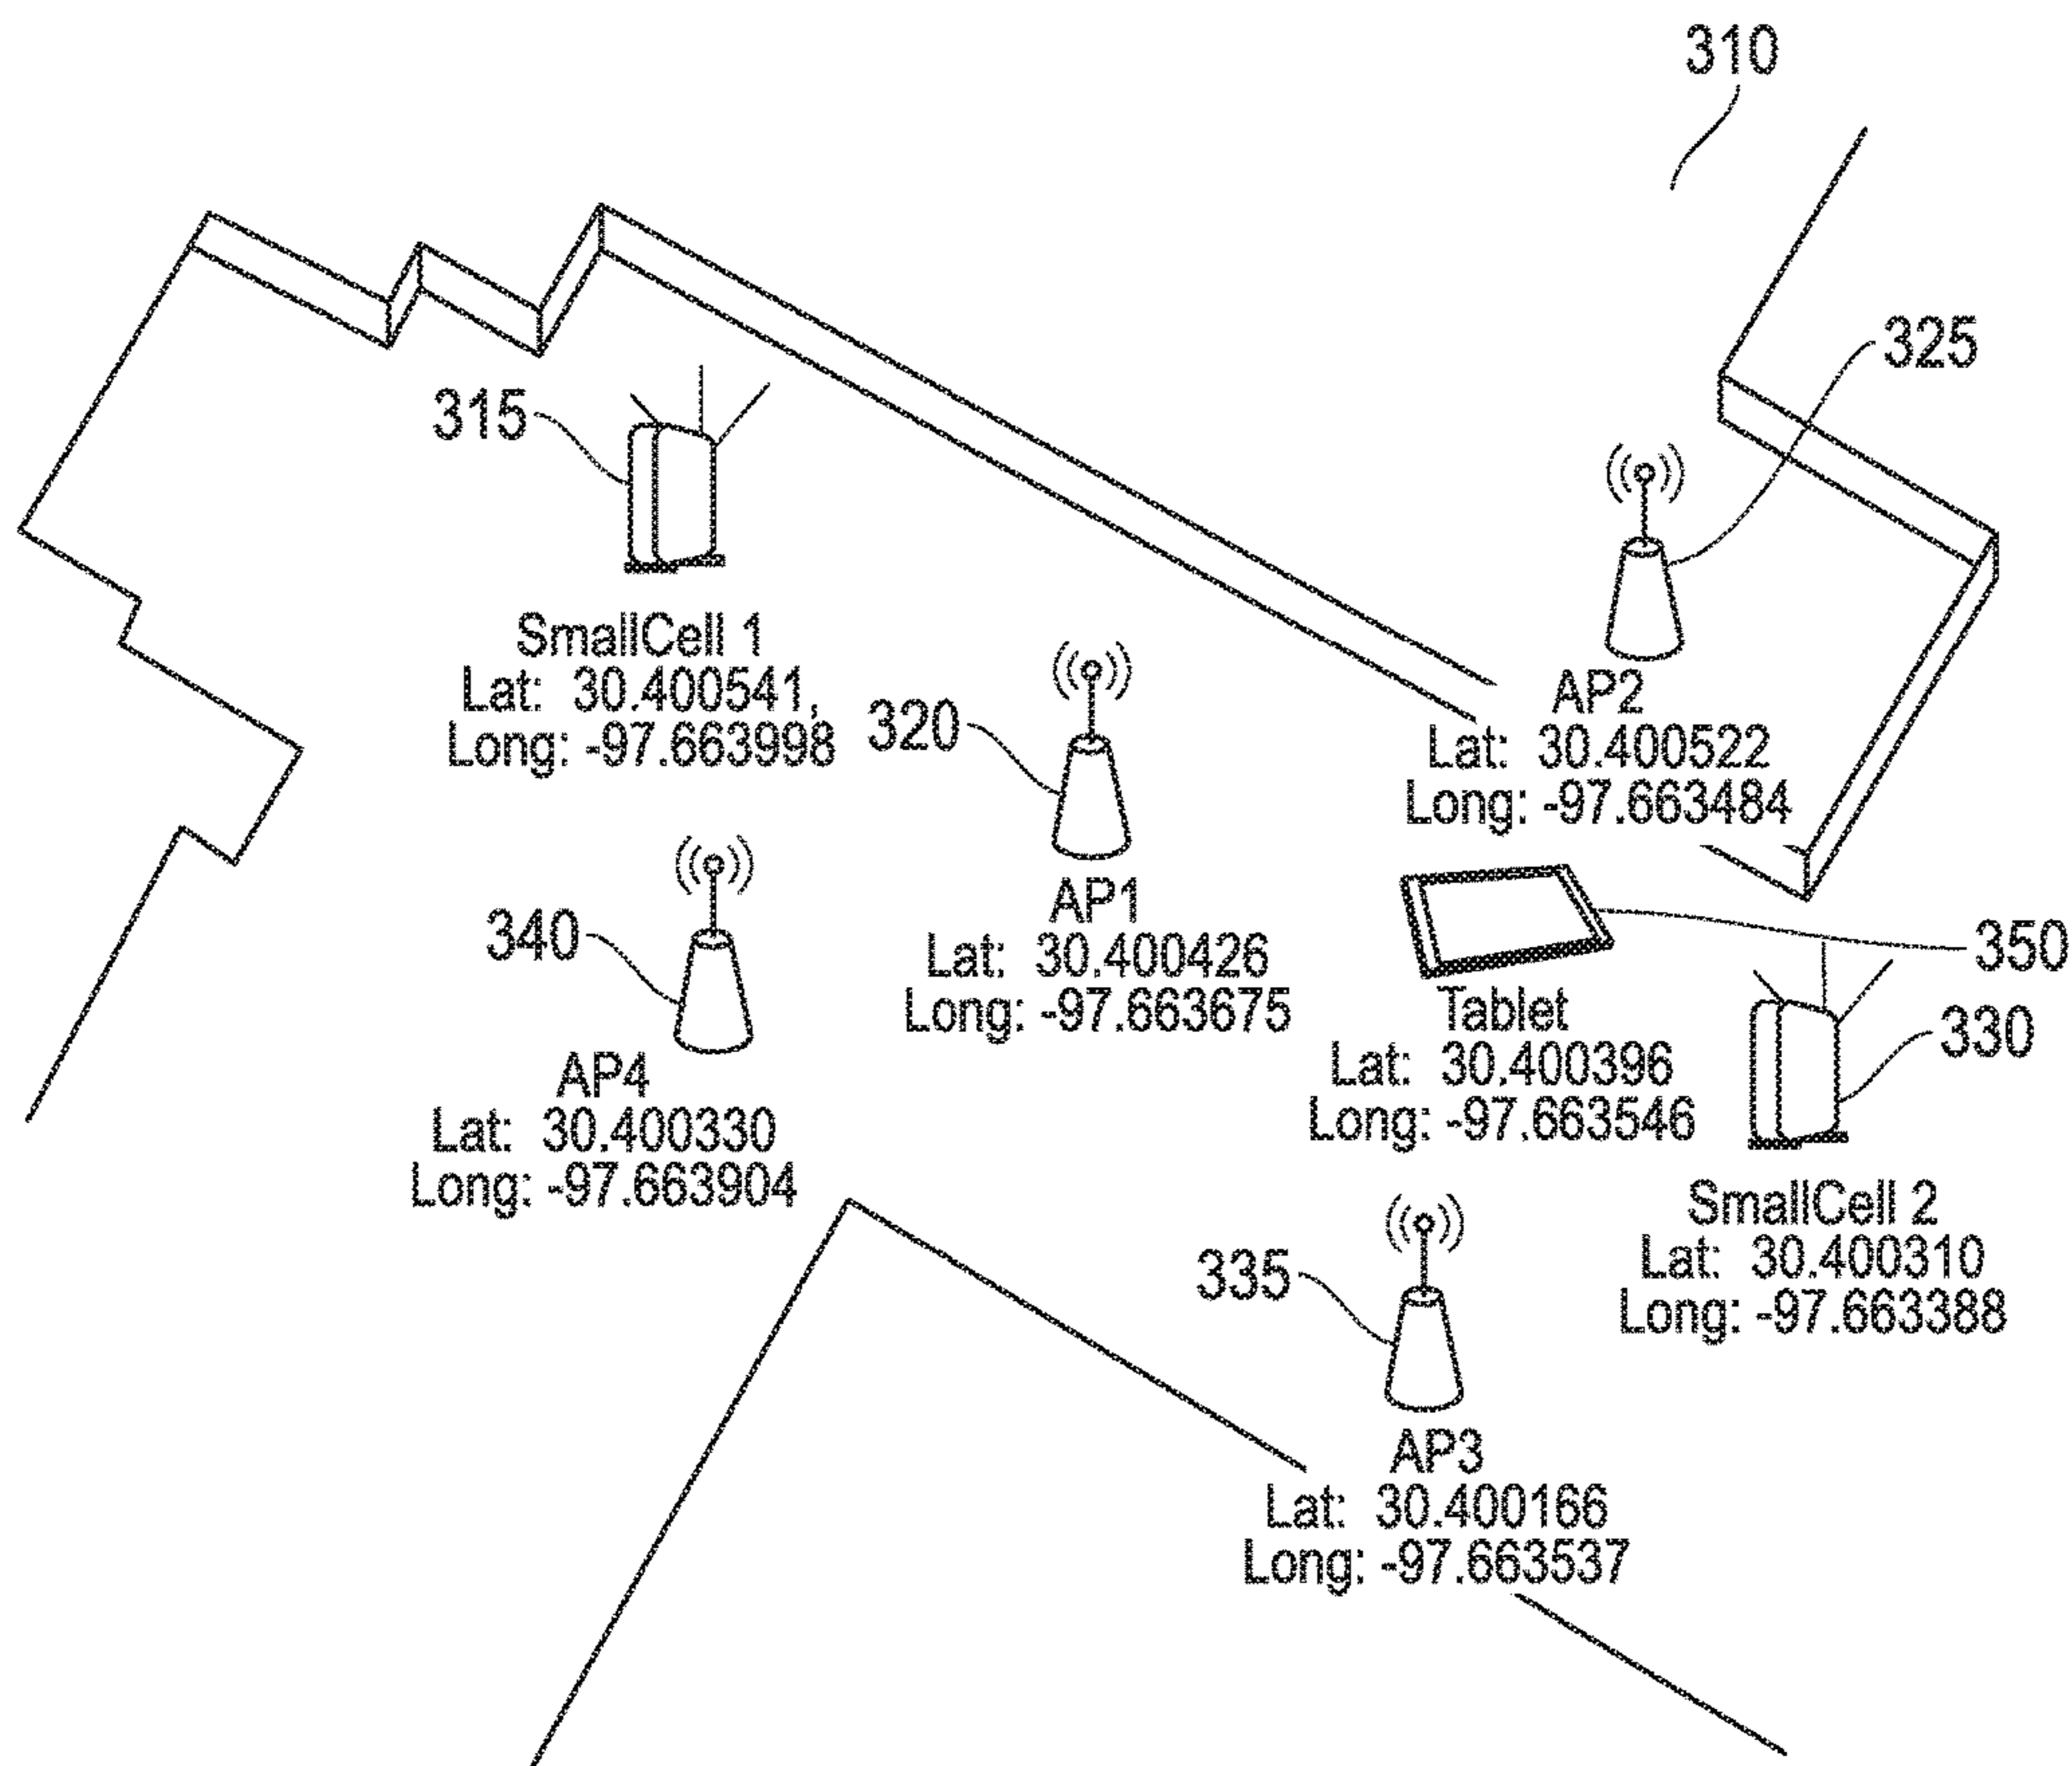 310
325
315
SmallCell 1
Lat: 30.400541,
Long: -97.663998
320
AP2
Lat: 30.400522
Long: -97.663484
340
AP1
Lat: 30.400426
Long: -97.663675
350
Tablet
Lat: 30.400396
Long: -97.663546
330
AP4
Lat: 30.400330
Long: -97.663904
SmallCell 2
Lat: 30.400310
Long: -97.663388
335
AP3
Lat: 30.400166
Long: -97.663537